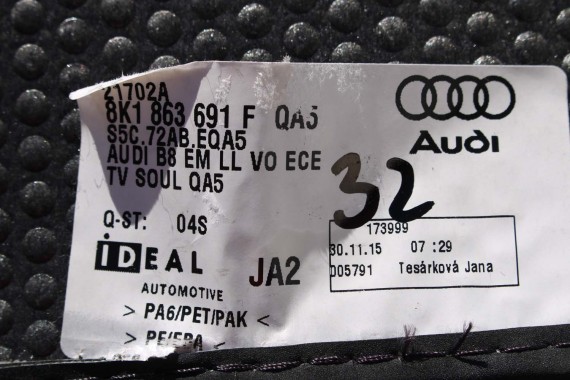 21702A
8K1 863 691 F QA5
S5C.72AB.EQA5
AUDI B8 EM LL VO ECE
TV SOUL QA5
Audi
32
Q-ST: 04S
173999
30.11.15 07:29
005791 Tesárková Jana
IDEAL JA2
AUTOMOTIVE
> PA6/PET/PAK <